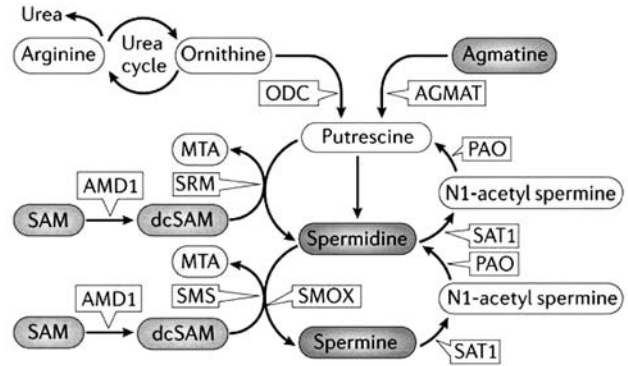 Urea
Arginine
Urea
cycle
Ornithine
Agmatine
ODC
AGMAT
Putrescine
MTA
PAO
AMD1
SRM
N1-acetyl spermine
SAM
dcSAM
Spermidine
SAT1
MTA
PAO
AMD1
SMS
SMOX
N1-acetyl spermine
SAM
dcSAM
Spermine
SAT1